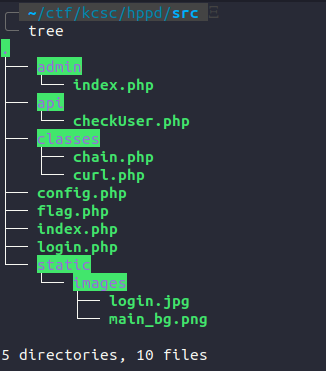 ~/ctf/kcsc/hppd/src
tree
.
├── admin
│   └── index.php
├── api
│   └── checkUser.php
├── classes
│   ├── chain.php
│   └── curl.php
├── config.php
├── flag.php
├── index.php
├── login.php
└── static
    └── images
        ├── login.jpg
        └── main_bg.png
5 directories, 10 files